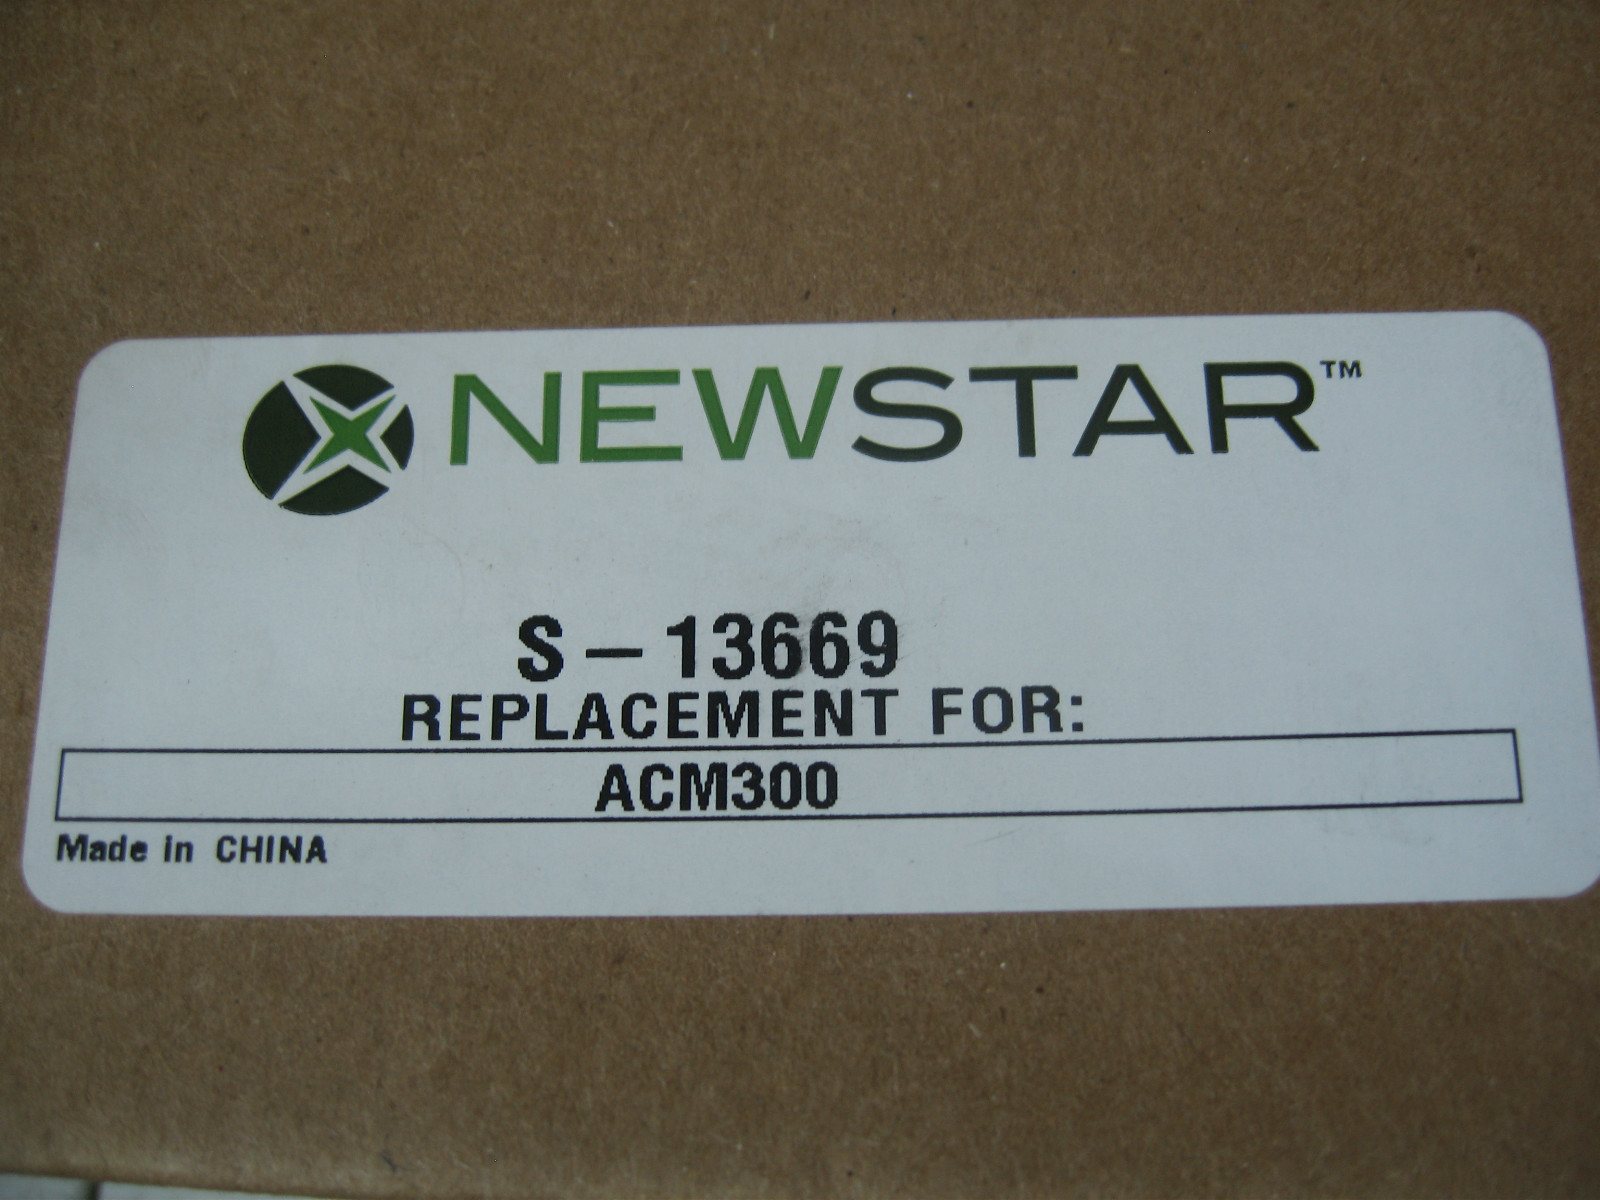 NEWSTAR™
S – 13669
REPLACEMENT FOR:
ACM300
Made in CHINA